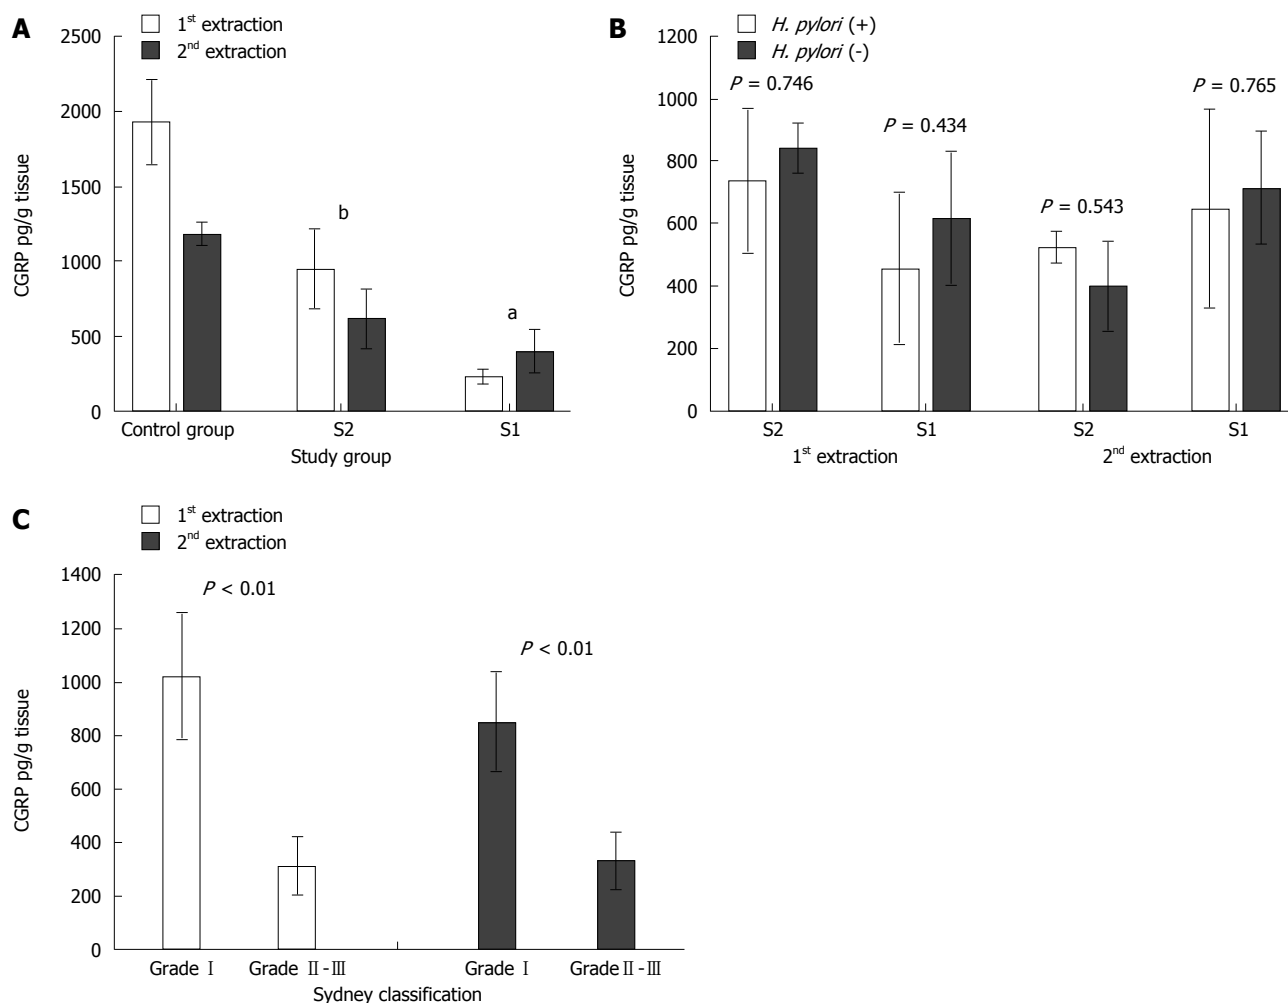 A
1st extraction
2nd extraction
2500
2000
1500
1000
500
0
CGRP pg/g tissue
b
a
Control group S2 S1
Study group
B
H. pylori (+)
H. pylori (-)
1200
1000
800
600
400
200
0
CGRP pg/g tissue
P = 0.746
P = 0.434
P = 0.543
P = 0.765
S2 S1 S2 S1
1st extraction 2nd extraction
C
1st extraction
2nd extraction
1400
1200
1000
800
600
400
200
0
CGRP pg/g tissue
P < 0.01
P < 0.01
Grade Ⅰ Grade Ⅱ-Ⅲ Grade Ⅰ Grade Ⅱ-Ⅲ
Sydney classification